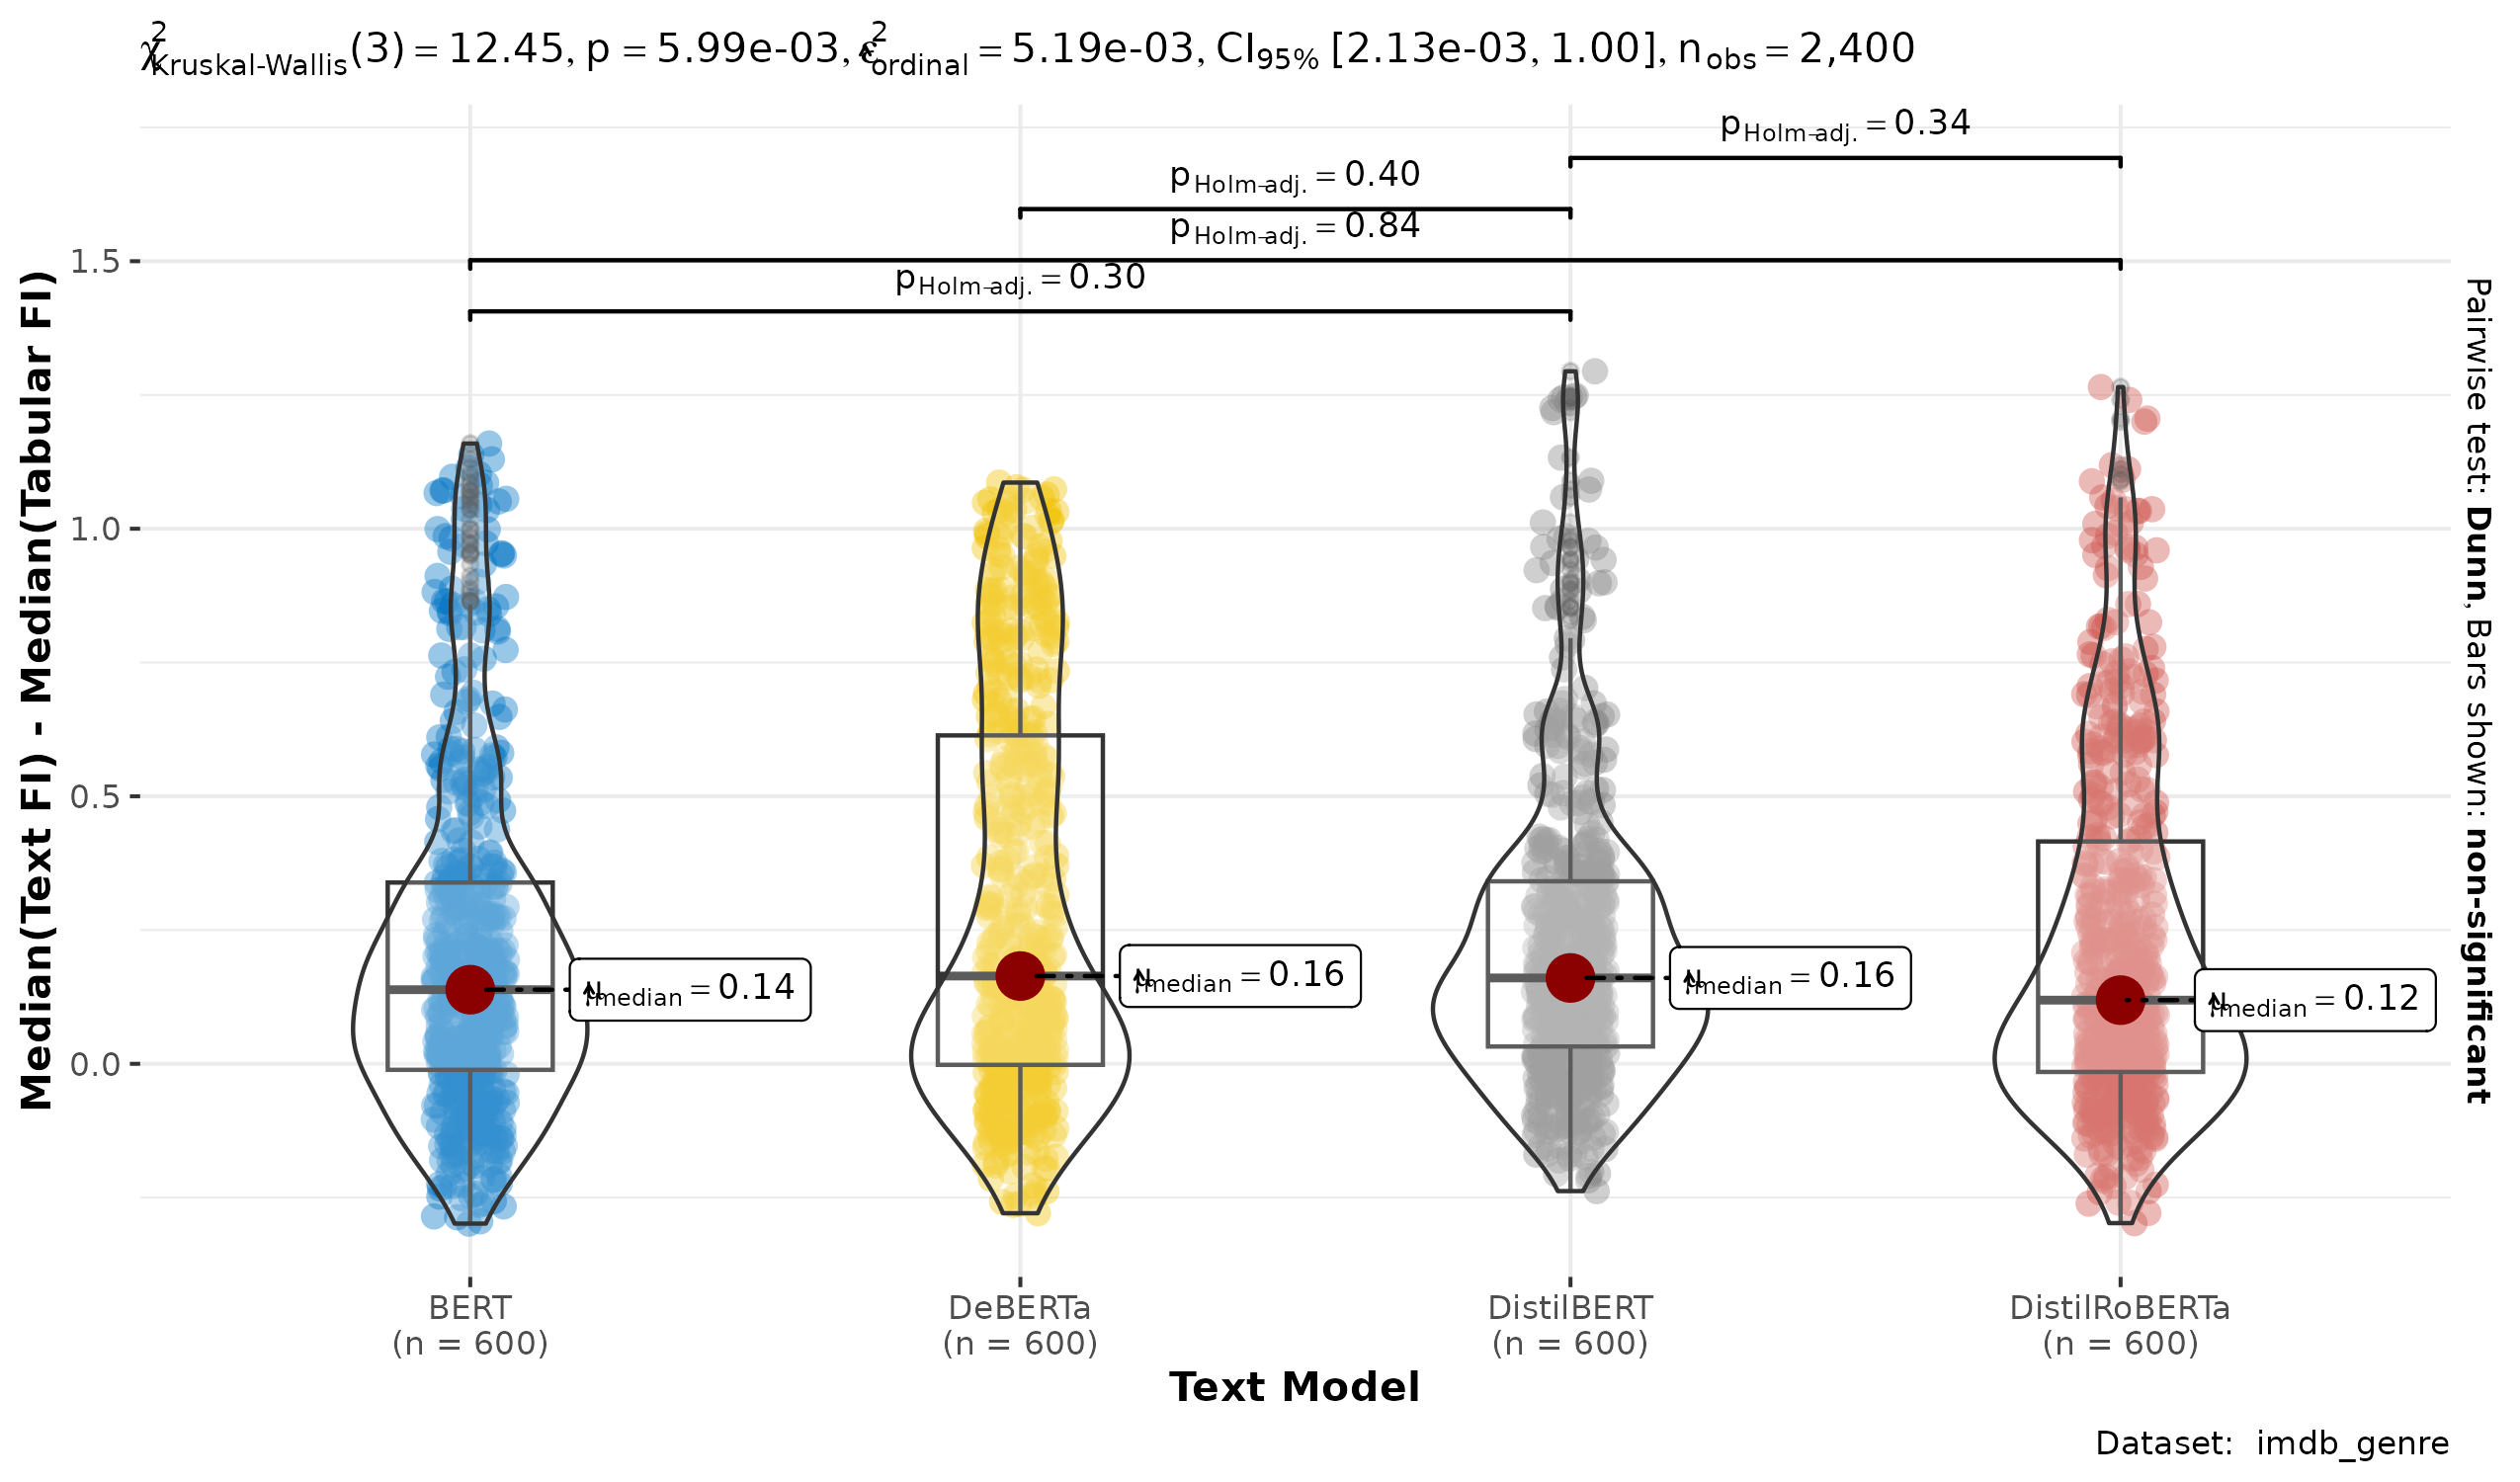 χ²Kruskal-Wallis(3) = 12.45, p = 5.99e-03, ε²ordinal = 5.19e-03, CI95% [2.13e-03, 1.00], nobs = 2,400
pHolm-adj. = 0.34
pHolm-adj. = 0.40
pHolm-adj. = 0.84
pHolm-adj. = 0.30
Median(Text FI) - Median(Tabular FI)
1.5
1.0
0.5
0.0
μ̂median = 0.14
μ̂median = 0.16
μ̂median = 0.16
μ̂median = 0.12
Pairwise test: Dunn, Bars shown: non-significant
BERT
(n = 600)
DeBERTa
(n = 600)
DistilBERT
(n = 600)
DistilRoBERTa
(n = 600)
Text Model
Dataset: imdb_genre